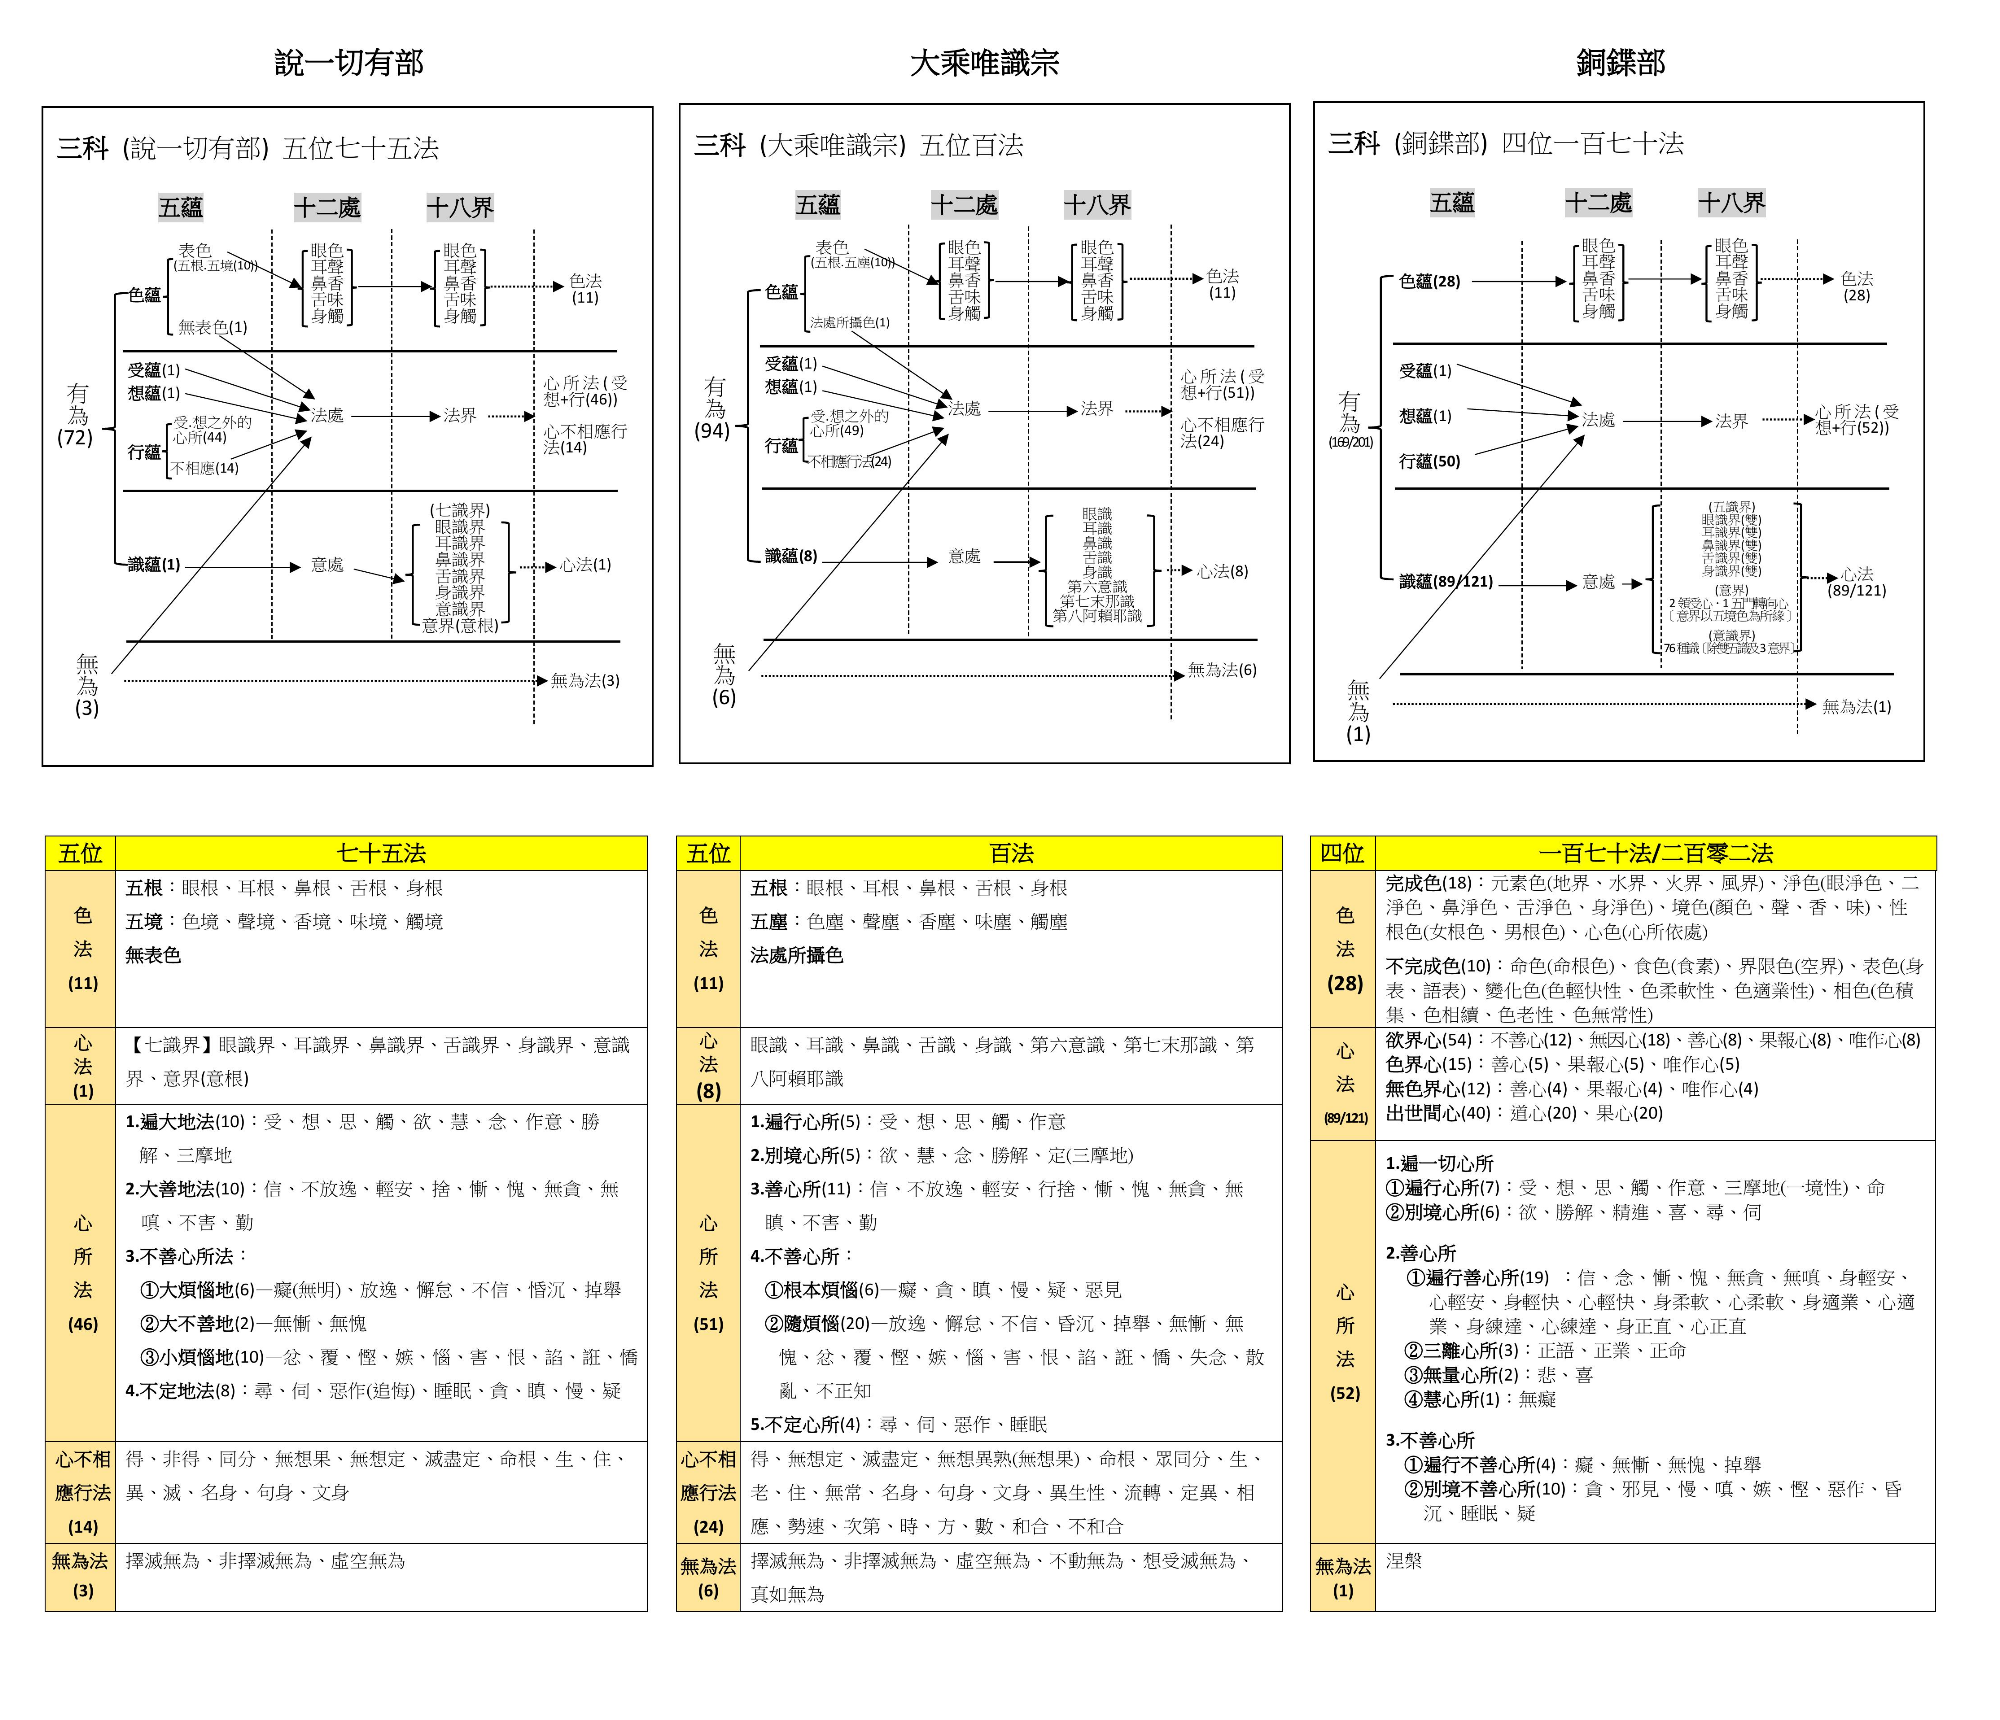 說一切有部
三科 (說一切有部) 五位七十五法
五蘊 十二處 十八界
表色
(五根.五境(10))
色蘊
無表色(1)
眼色
耳聲
鼻香
舌味
身觸
眼色
耳聲
鼻香
舌味
身觸
色法
(11)
有
為
(72)
受蘊(1)
想蘊(1)
行蘊
受.想之外的
心所(44)
不相應(14)
法處
法界
心所法(受
想+行(46))
心不相應行
法(14)
識蘊(1)
意處
(七識界)
眼識界
耳識界
鼻識界
舌識界
身識界
意識界
意界(意根)
心法(1)
無
為
(3)
無為法(3)
大乘唯識宗
三科 (大乘唯識宗) 五位百法
五蘊 十二處 十八界
表色
(五根.五塵(10))
色蘊
法處所攝色(1)
眼色
耳聲
鼻香
舌味
身觸
眼色
耳聲
鼻香
舌味
身觸
色法
(11)
有
為
(94)
受蘊(1)
想蘊(1)
行蘊
受.想之外的
心所(49)
不相應行法(24)
法處
法界
心所法(受
想+行(51))
心不相應行
法(24)
識蘊(8)
意處
眼識
耳識
鼻識
舌識
身識
第六意識
第七末那識
第八阿賴耶識
心法(8)
無
為
(6)
無為法(6)
銅鍱部
三科 (銅鍱部) 四位一百七十法
五蘊 十二處 十八界
色蘊(28)
眼色
耳聲
鼻香
舌味
身觸
眼色
耳聲
鼻香
舌味
身觸
色法
(28)
有
為
(169/201)
受蘊(1)
想蘊(1)
行蘊(50)
法處
法界
心所法(受
想+行(52))
識蘊(89/121)
意處
(五識界)
眼識界(雙)
耳識界(雙)
鼻識界(雙)
舌識界(雙)
身識界(雙)
(意界)
2 領受心．1 五門轉向心
〔意界以五境色為所緣〕
(意識界)
76 種識〔除雙五識及3 意界〕
心法
(89/121)
無
為
(1)
無為法(1)
五位 七十五法
色
法
(11)
五根：眼根、耳根、鼻根、舌根、身根
五境：色境、聲境、香境、味境、觸境
無表色
心
法
(1)
【七識界】眼識界、耳識界、鼻識界、舌識界、身識界、意識
界、意界(意根)
心
所
法
(46)
1.遍大地法(10)：受、想、思、觸、欲、慧、念、作意、勝
解、三摩地
2.大善地法(10)：信、不放逸、輕安、捨、慚、愧、無貪、無
嗔、不害、勤
3.不善心所法：
①大煩惱地(6)—癡(無明)、放逸、懈怠、不信、惛沉、掉舉
②大不善地(2)—無慚、無愧
③小煩惱地(10)—忿、覆、慳、嫉、惱、害、恨、諂、誑、憍
4.不定地法(8)：尋、伺、惡作(追悔)、睡眠、貪、瞋、慢、疑
心不相
應行法
(14)
得、非得、同分、無想果、無想定、滅盡定、命根、生、住、
異、滅、名身、句身、文身
無為法
(3)
擇滅無為、非擇滅無為、虛空無為
五位 百法
色
法
(11)
五根：眼根、耳根、鼻根、舌根、身根
五塵：色塵、聲塵、香塵、味塵、觸塵
法處所攝色
心
法
(8)
眼識、耳識、鼻識、舌識、身識、第六意識、第七末那識、第
八阿賴耶識
心
所
法
(51)
1.遍行心所(5)：受、想、思、觸、作意
2.別境心所(5)：欲、慧、念、勝解、定(三摩地)
3.善心所(11)：信、不放逸、輕安、行捨、慚、愧、無貪、無
瞋、不害、勤
4.不善心所：
①根本煩惱(6)—癡、貪、瞋、慢、疑、惡見
②隨煩惱(20)—放逸、懈怠、不信、昏沉、掉舉、無慚、無
愧、忿、覆、慳、嫉、惱、害、恨、諂、誑、憍、失念、散
亂、不正知
5.不定心所(4)：尋、伺、惡作、睡眠
心不相
應行法
(24)
得、無想定、滅盡定、無想異熟(無想果)、命根、眾同分、生、
老、住、無常、名身、句身、文身、異生性、流轉、定異、相
應、勢速、次第、時、方、數、和合、不和合
無為法
(6)
擇滅無為、非擇滅無為、虛空無為、不動無為、想受滅無為、
真如無為
四位 一百七十法/二百零二法
色
法
(28)
完成色(18)：元素色(地界、水界、火界、風界)、淨色(眼淨色、二
淨色、鼻淨色、舌淨色、身淨色)、境色(顏色、聲、香、味)、性
根色(女根色、男根色)、心色(心所依處)
不完成色(10)：命色(命根色)、食色(食素)、界限色(空界)、表色(身
表、語表)、變化色(色輕快性、色柔軟性、色適業性)、相色(色積
集、色相續、色老性、色無常性)
心
法
(89/121)
欲界心(54)：不善心(12)、無因心(18)、善心(8)、果報心(8)、唯作心(8)
色界心(15)：善心(5)、果報心(5)、唯作心(5)
無色界心(12)：善心(4)、果報心(4)、唯作心(4)
出世間心(40)：道心(20)、果心(20)
心
所
法
(52)
1.遍一切心所
①遍行心所(7)：受、想、思、觸、作意、三摩地(一境性)、命
②別境心所(6)：欲、勝解、精進、喜、尋、伺
2.善心所
①遍行善心所(19) ：信、念、慚、愧、無貪、無嗔、身輕安、
心輕安、身輕快、心輕快、身柔軟、心柔軟、身適業、心適
業、身練達、心練達、身正直、心正直
②三離心所(3)：正語、正業、正命
③無量心所(2)：悲、喜
④慧心所(1)：無癡
3.不善心所
①遍行不善心所(4)：癡、無慚、無愧、掉舉
②別境不善心所(10)：貪、邪見、慢、嗔、嫉、慳、惡作、昏
沉、睡眠、疑
無為法
(1)
涅槃